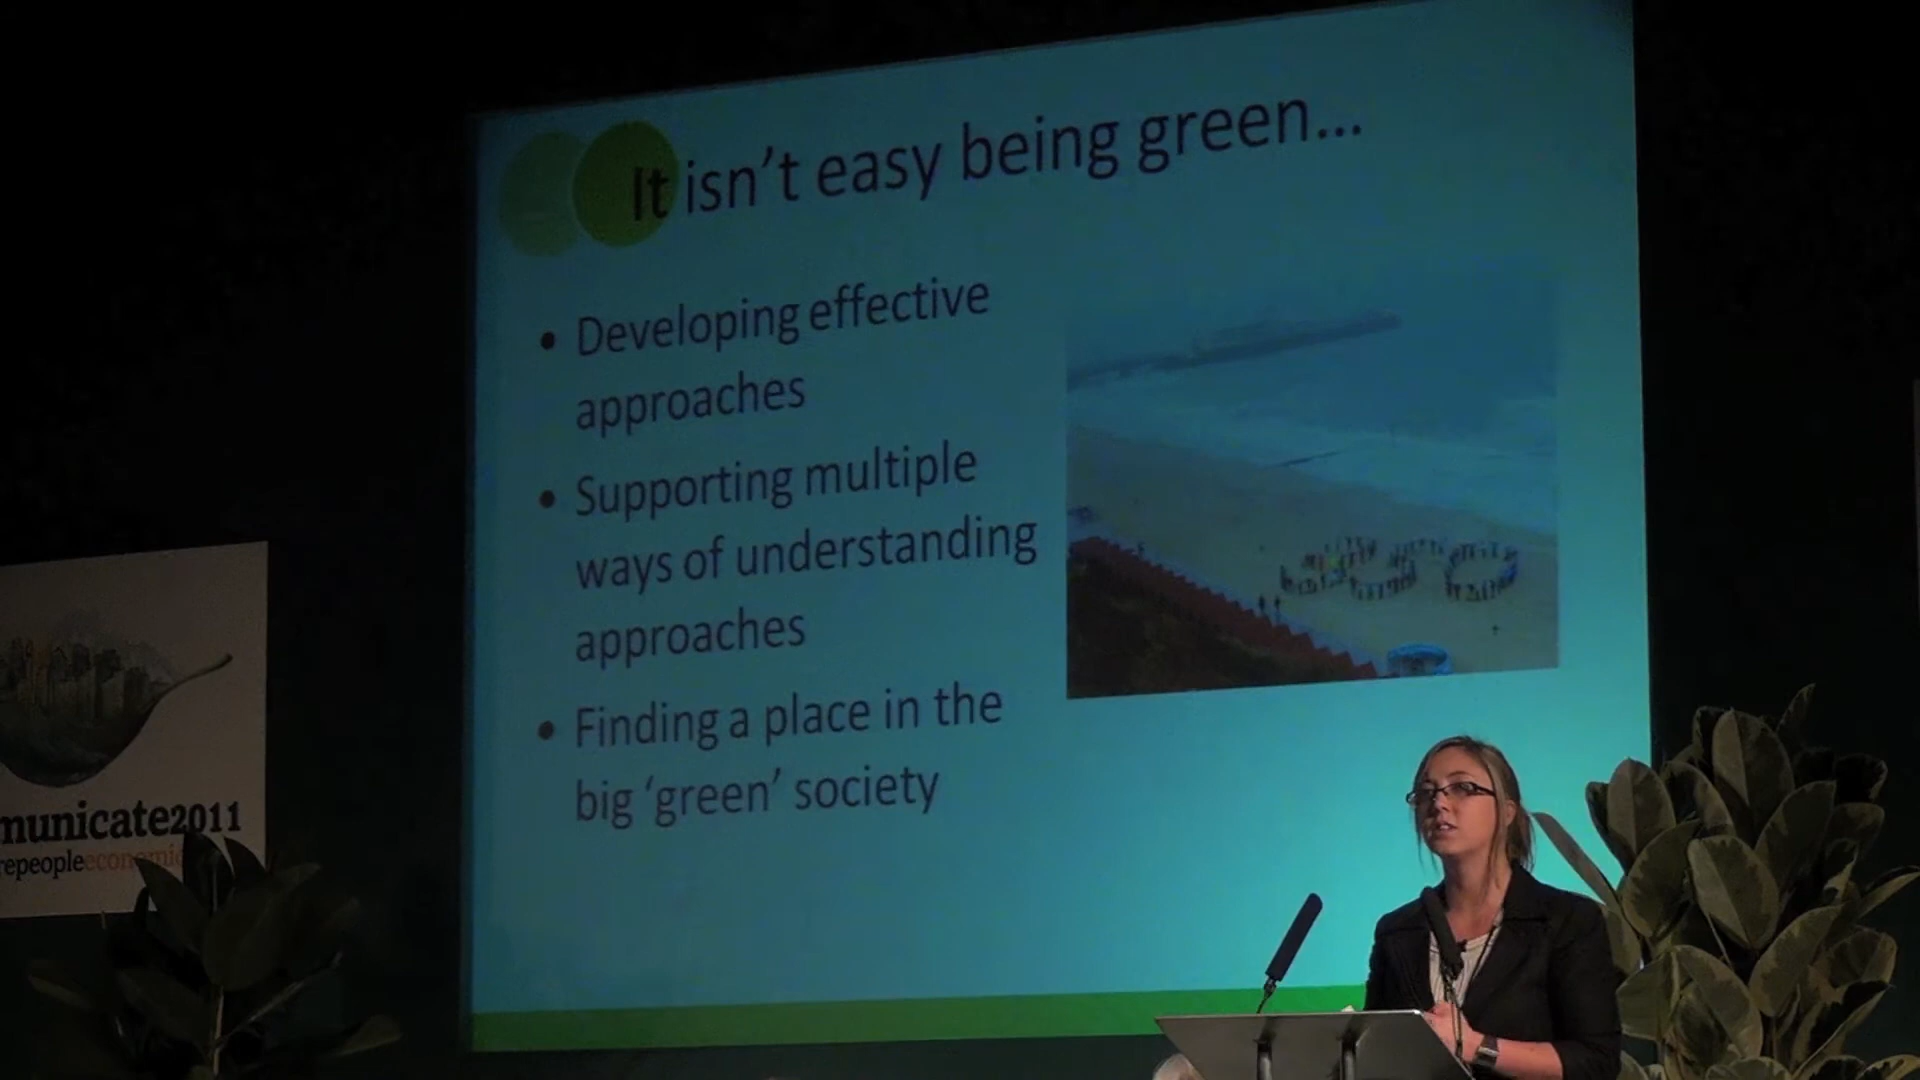 It isn't easy being green...
• Developing effective
approaches
• Supporting multiple
ways of understanding
approaches
• Finding a place in the
big 'green' society
municate2011
repeopleeconomic